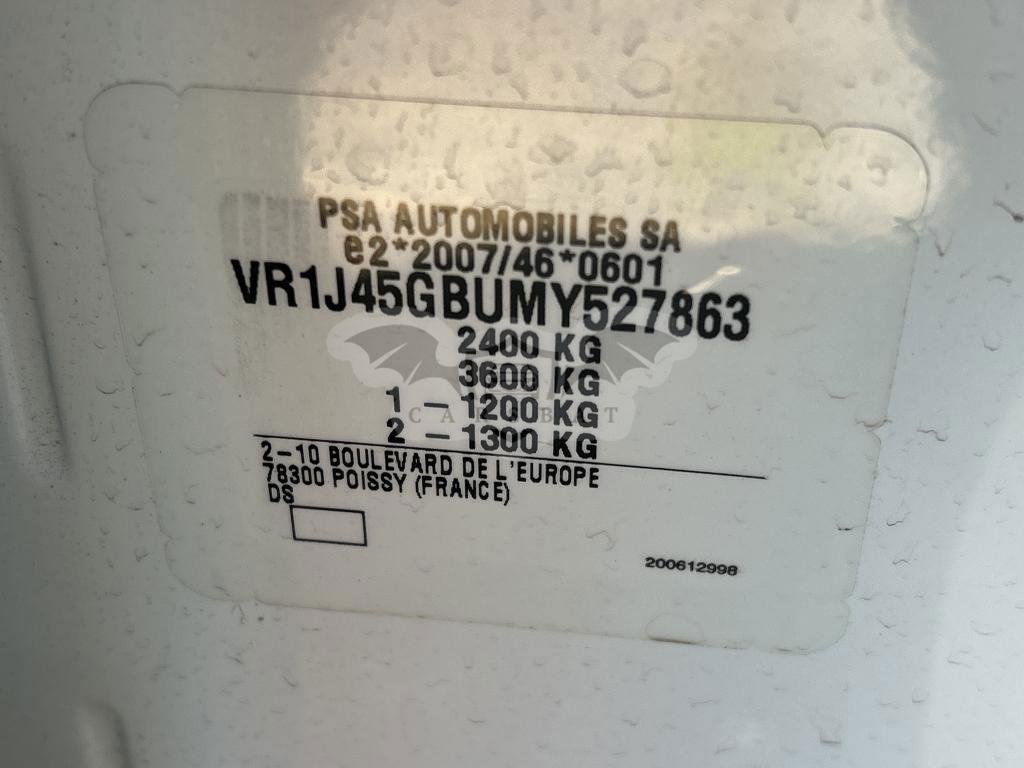 PSA AUTOMOBILES SA
e2*2007/46*0601
VR1J45GBUMY527863
2400 KG
3600 KG
1 – 1200 KG
2 – 1300 KG
2–10 BOULEVARD DE L'EUROPE
78300 POISSY (FRANCE)
DS
200612998